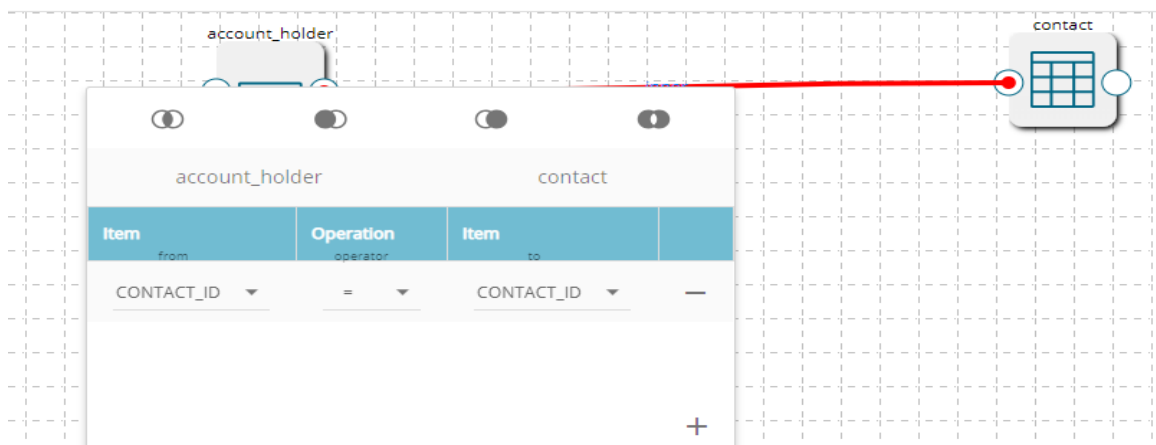 account_holder
contact
account_holder contact
Item Operation Item
from operator to
CONTACT_ID = CONTACT_ID